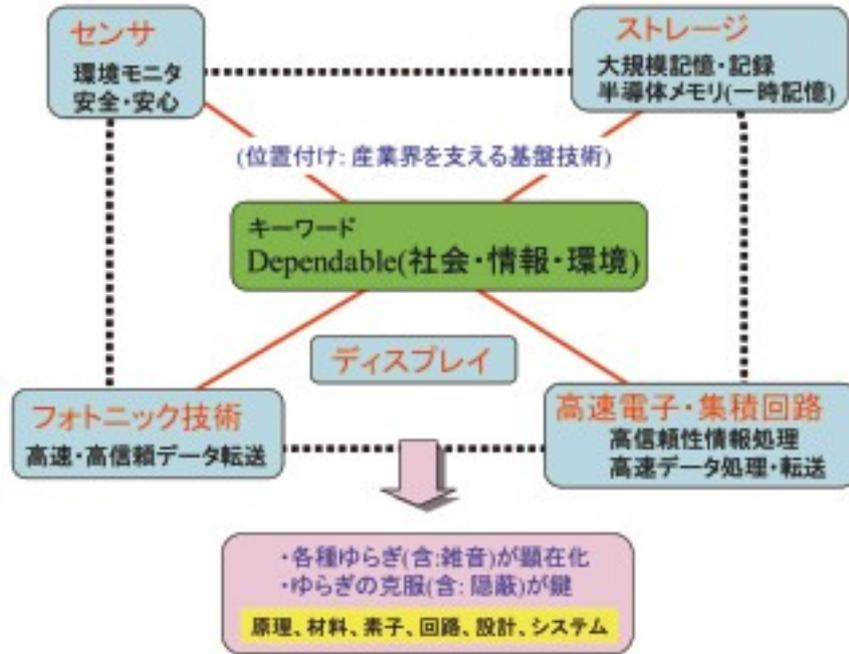 センサ
環境モニタ
安全・安心
ストレージ
大規模記憶・記録
半導体メモリ(一時記憶)
(位置付け: 産業界を支える基盤技術)
キーワード
Dependable(社会・情報・環境)
ディスプレイ
フォトニック技術
高速・高信頼データ転送
高速電子・集積回路
高信頼性情報処理
高速データ処理・転送
・各種ゆらぎ(含:雑音)が顕在化
・ゆらぎの克服(含: 隠蔽)が鍵
原理、材料、素子、回路、設計、システム